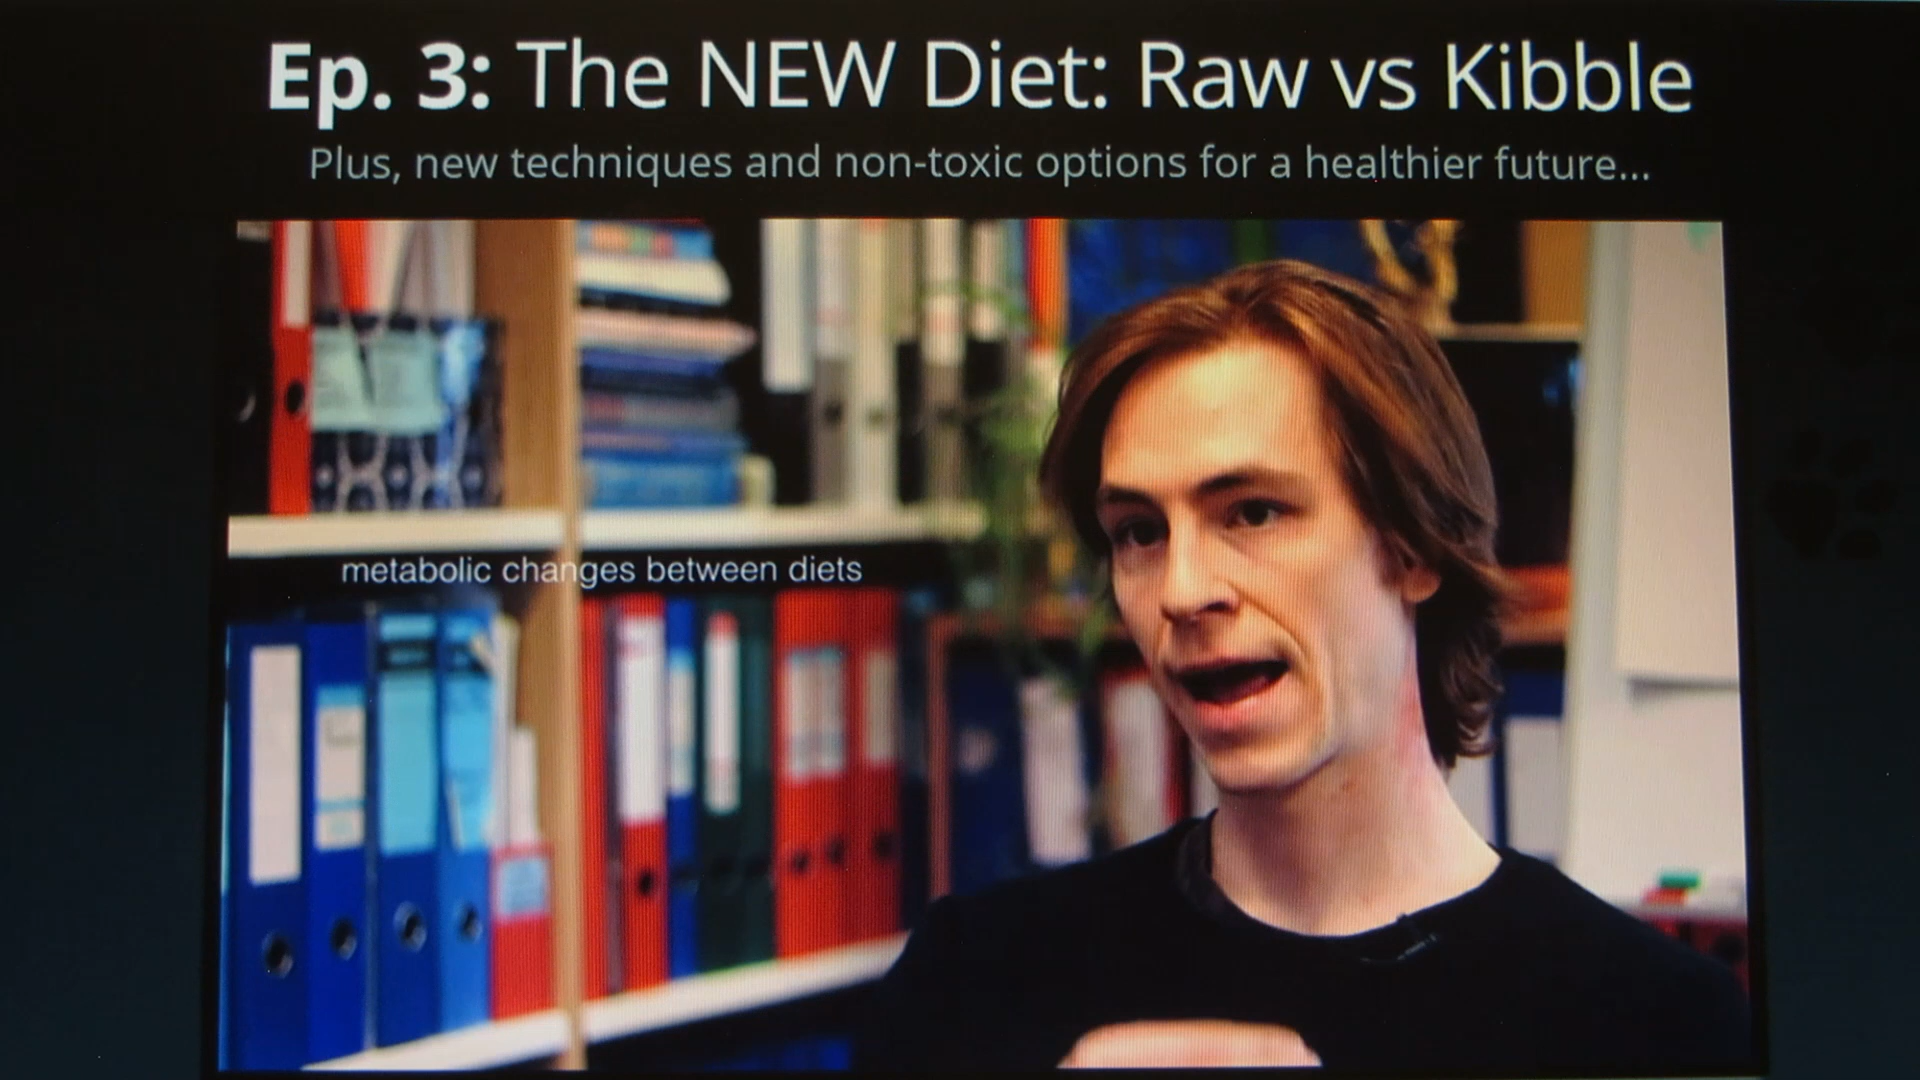 Ep. 3: The NEW Diet: Raw vs Kibble
Plus, new techniques and non-toxic options for a healthier future...
metabolic changes between diets